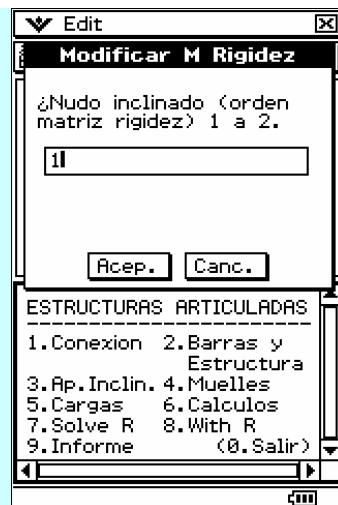 Edit
Modificar M Rigidez
¿Nudo inclinado (orden
matriz rigidez) 1 a 2.
1
Acep. Canc.
ESTRUCTURAS ARTICULADAS
-----------------------
1.Conexion 2.Barras y
Estructura
3.Ap.Inclin. 4.Muelles
5.Cargas 6.Calculos
7.Solve R 8.With R
9.Informe (0.Salir)